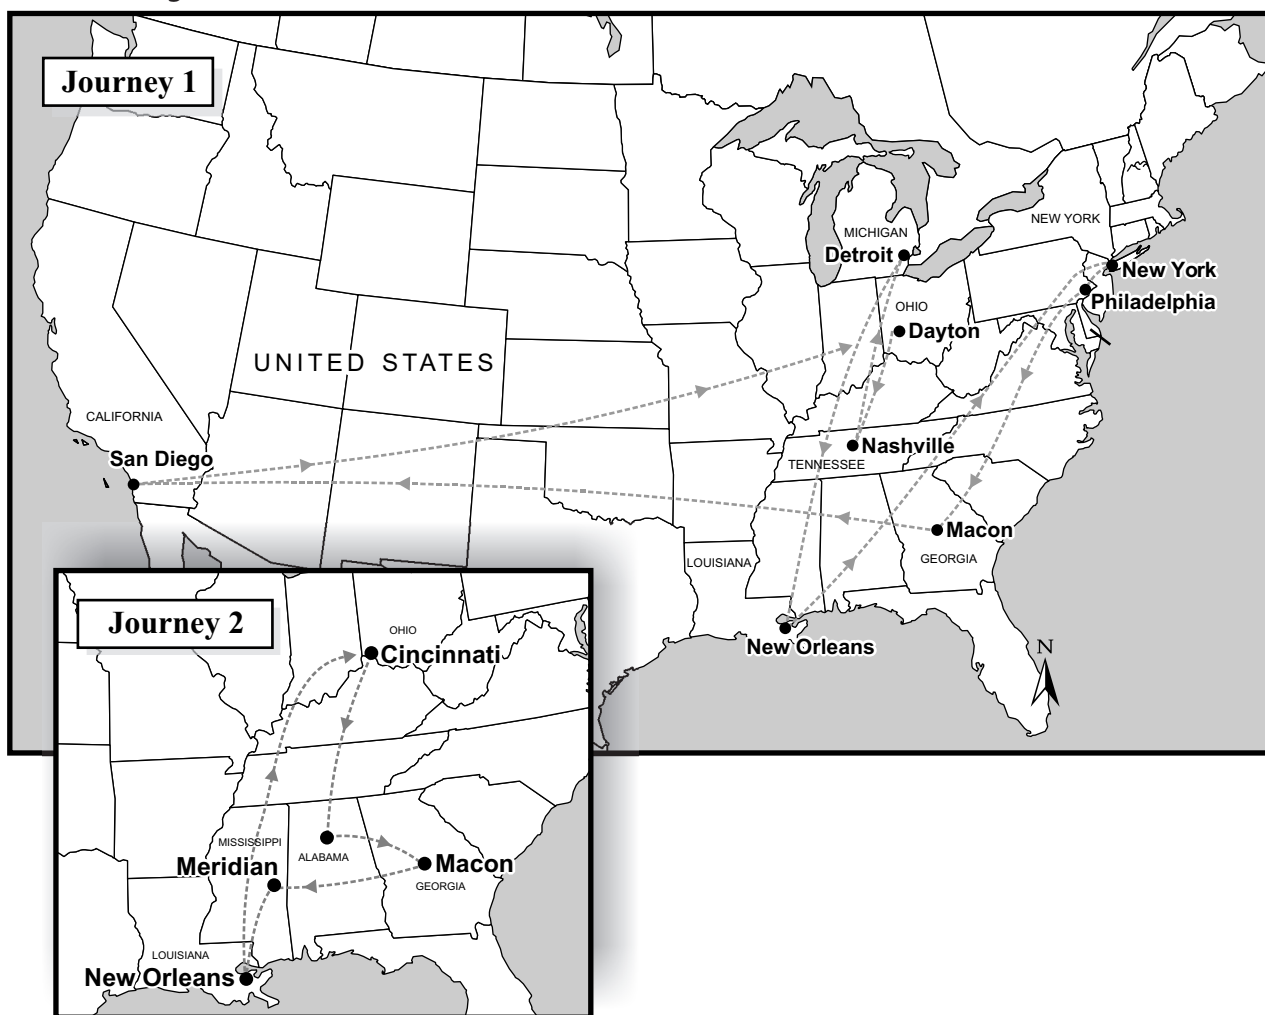 Journey 1
MICHIGAN
Detroit
NEW YORK
New York
Philadelphia
OHIO
Dayton
UNITED STATES
CALIFORNIA
San Diego
Nashville
TENNESSEE
Macon
GEORGIA
LOUISIANA
New Orleans
N
Journey 2
OHIO
Cincinnati
MISSISSIPPI
Meridian
ALABAMA
Macon
GEORGIA
LOUISIANA
New Orleans